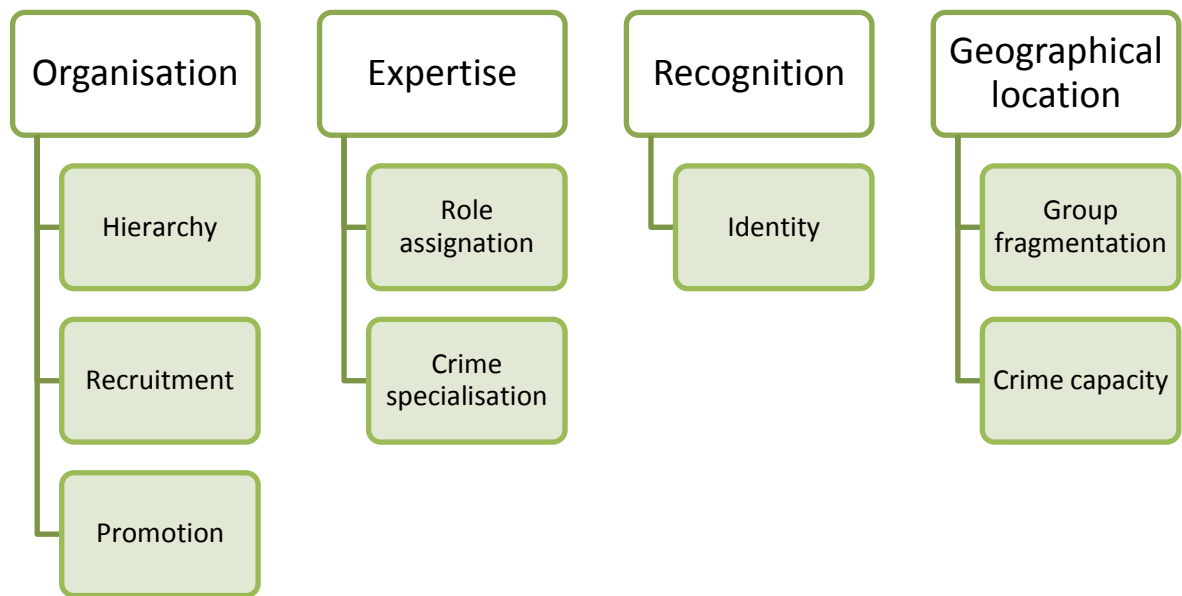 Organisation
Hierarchy
Recruitment
Promotion
Expertise
Role
assignation
Crime
specialisation
Recognition
Identity
Geographical
location
Group
fragmentation
Crime capacity